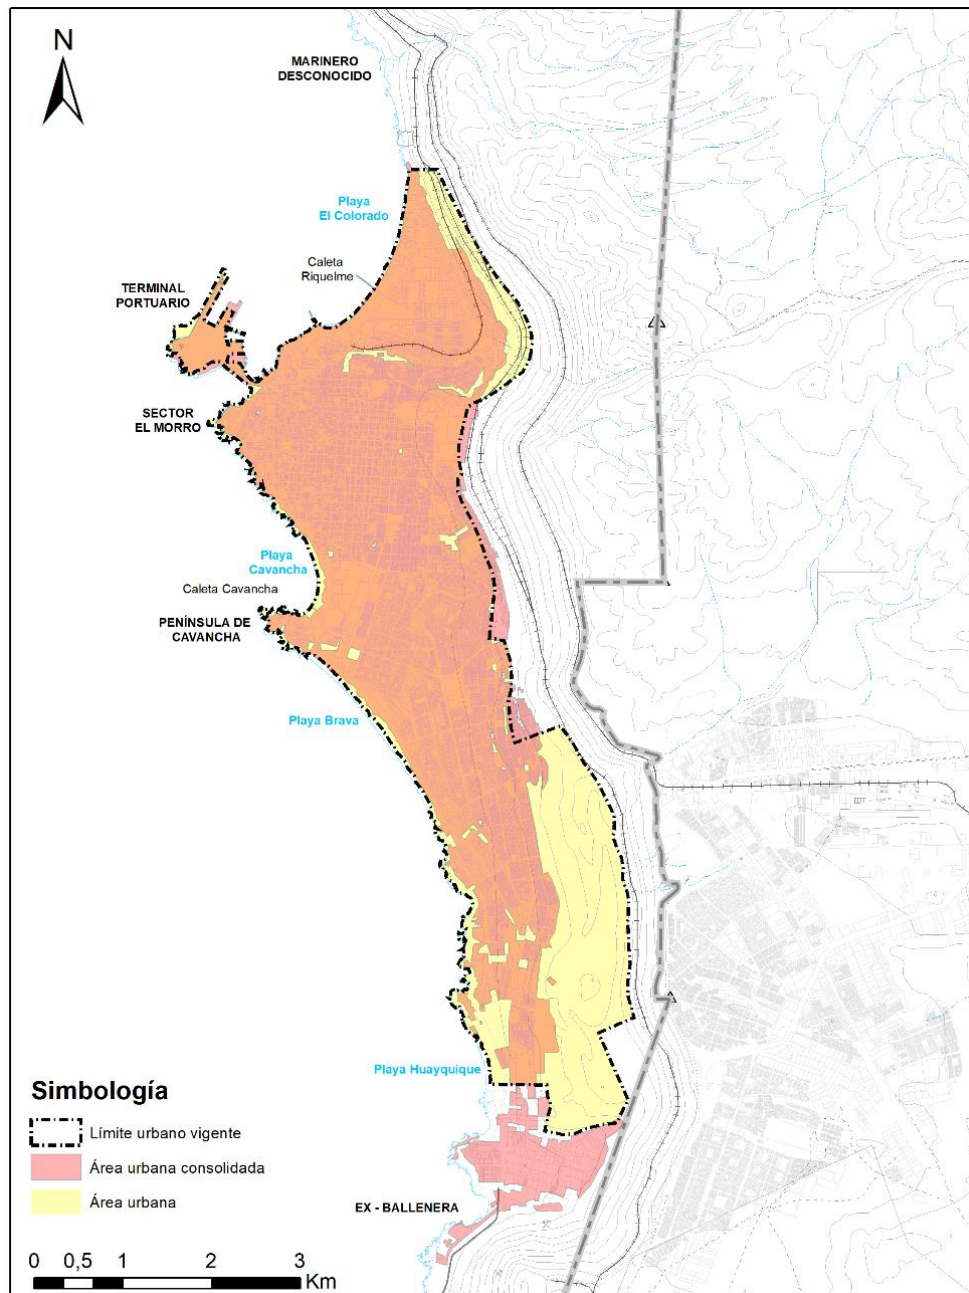 N
MARINERO
DESCONOCIDO
Playa
El Colorado
Caleta
Riquelme
TERMINAL
PORTUARIO
SECTOR
EL MORRO
Playa
Cavancha
Caleta Cavancha
PENÍNSULA DE
CAVANCHA
Playa Brava
Playa Huayquique
Simbología
Límite urbano vigente
Área urbana consolidada
Área urbana
EX - BALLENERA
0 0,5 1 2 3
Km